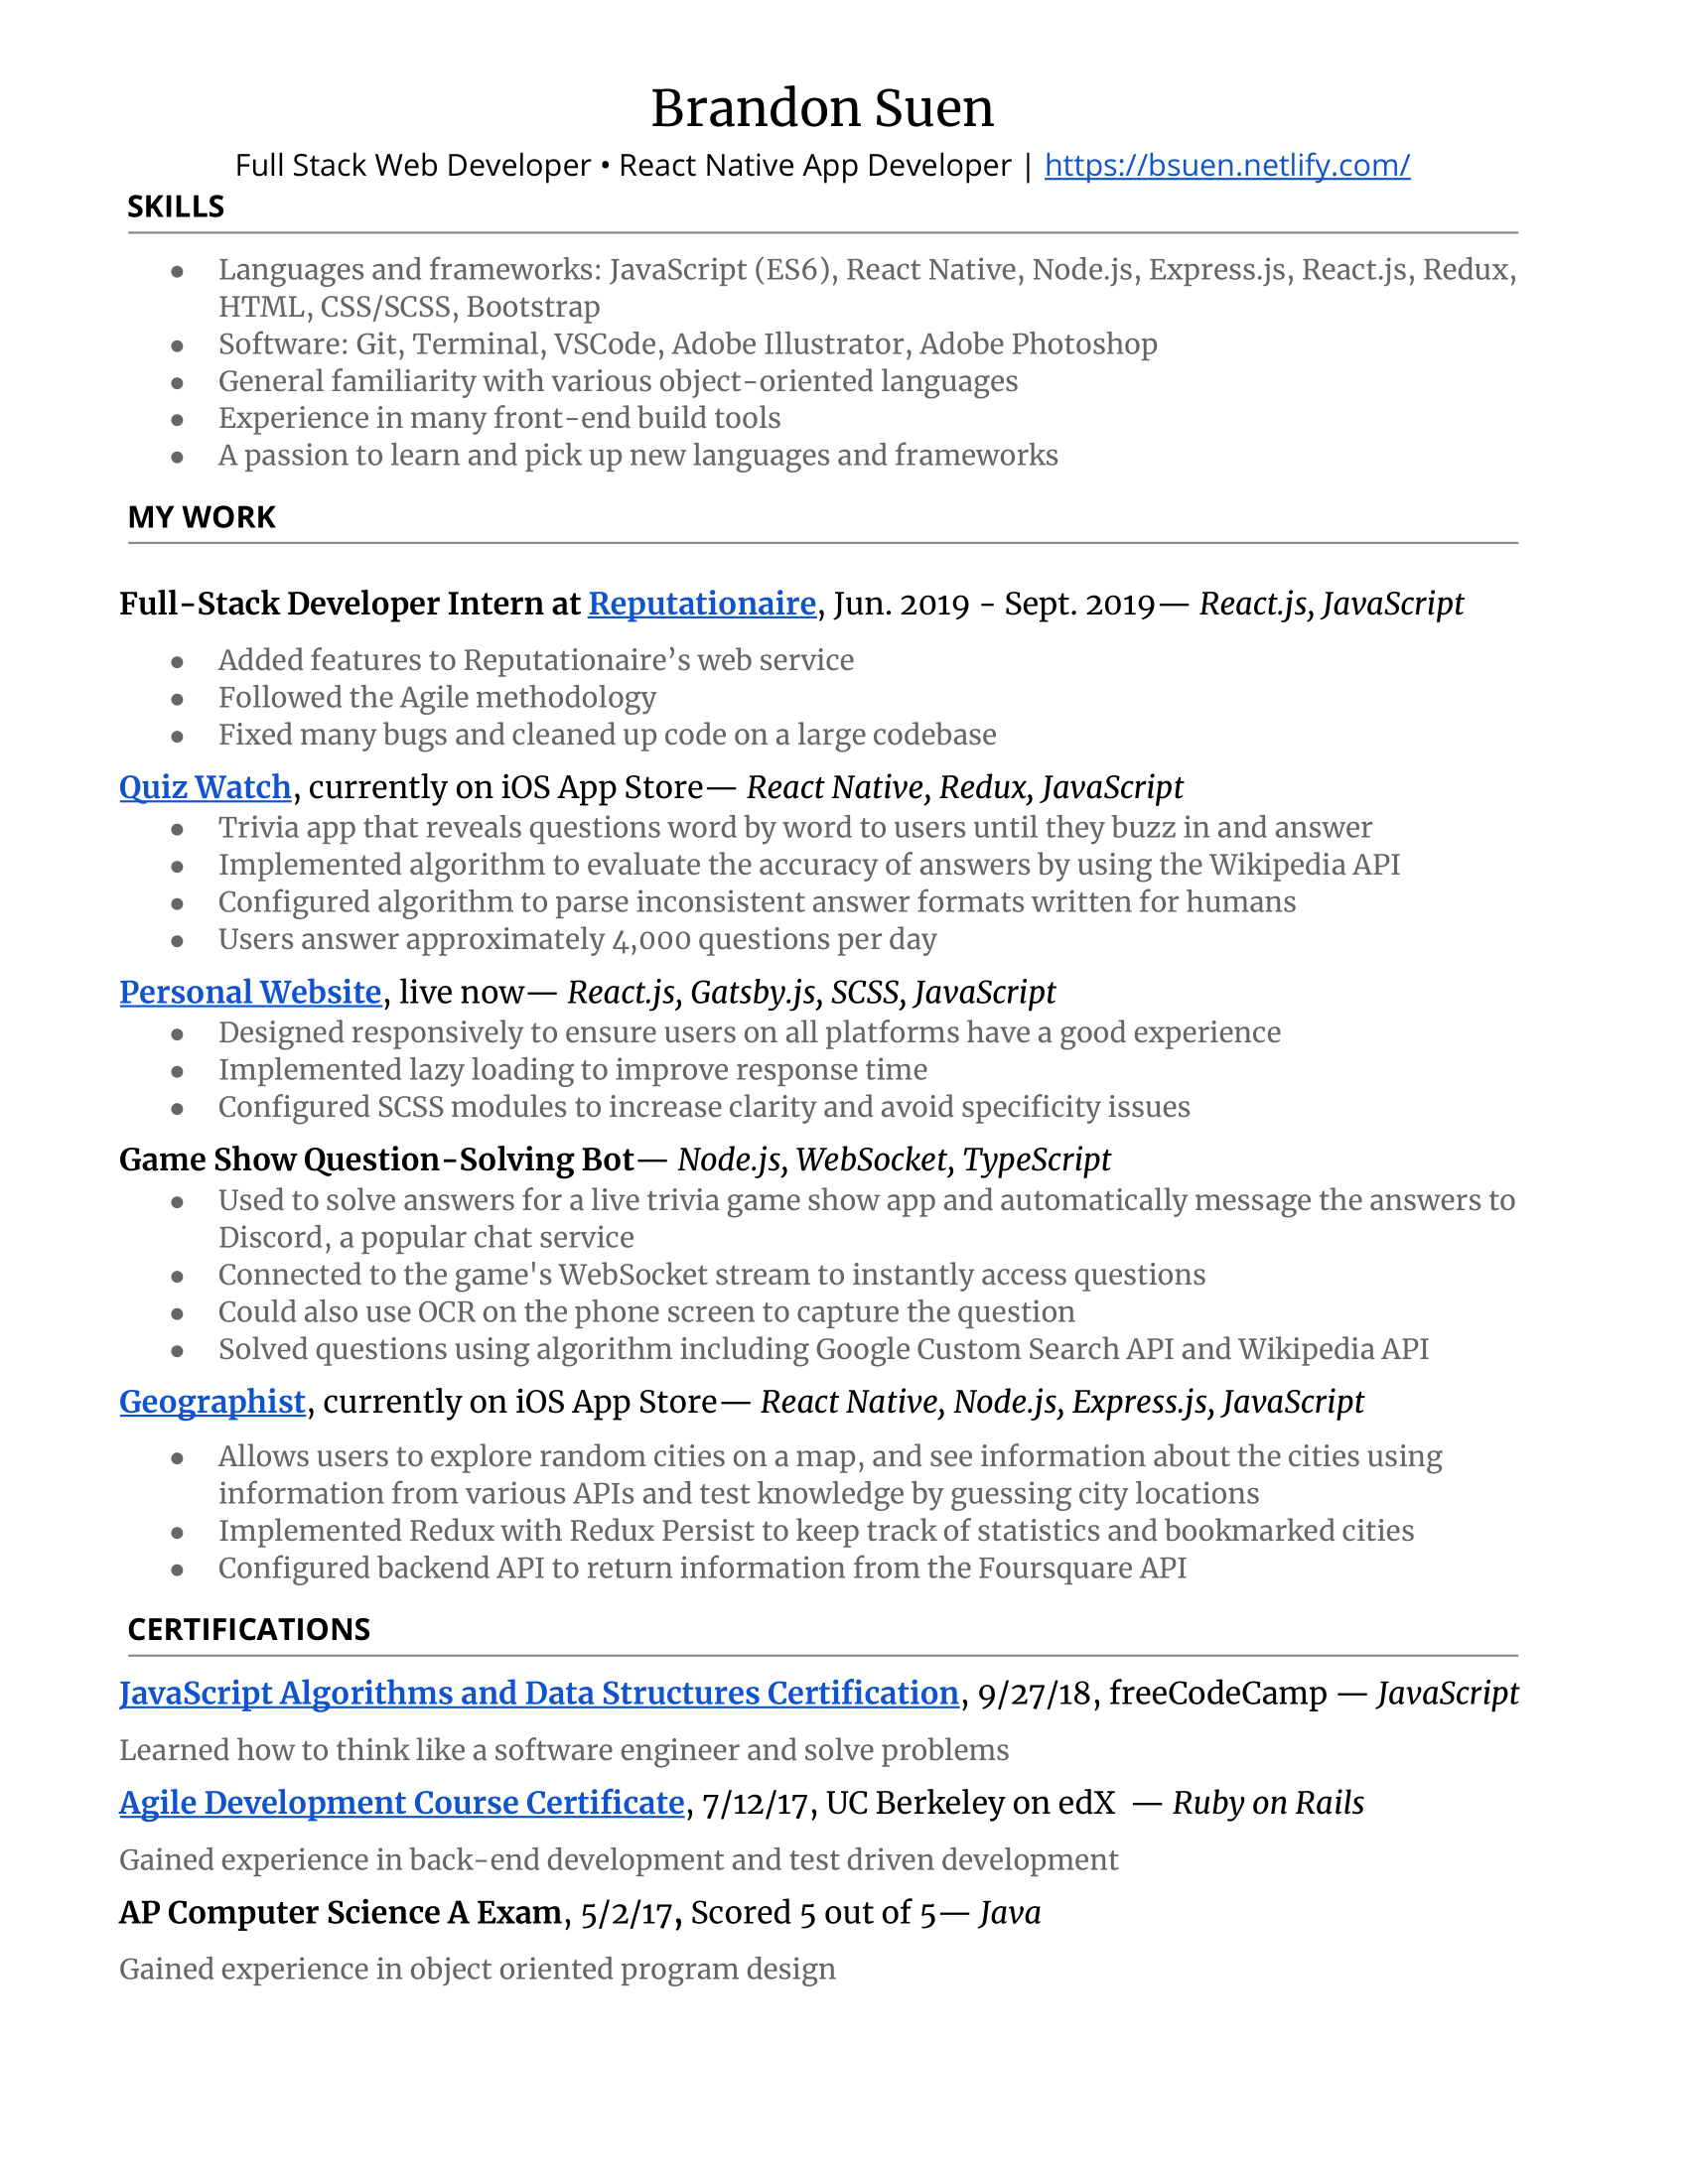 Brandon Suen
Full Stack Web Developer • React Native App Developer | https://bsuen.netlify.com/
SKILLS
● Languages and frameworks: JavaScript (ES6), React Native, Node.js, Express.js, React.js, Redux,
HTML, CSS/SCSS, Bootstrap
● Software: Git, Terminal, VSCode, Adobe Illustrator, Adobe Photoshop
● General familiarity with various object-oriented languages
● Experience in many front-end build tools
● A passion to learn and pick up new languages and frameworks
MY WORK
Full-Stack Developer Intern at Reputationaire, Jun. 2019 - Sept. 2019— React.js, JavaScript
● Added features to Reputationaire’s web service
● Followed the Agile methodology
● Fixed many bugs and cleaned up code on a large codebase
Quiz Watch, currently on iOS App Store— React Native, Redux, JavaScript
● Trivia app that reveals questions word by word to users until they buzz in and answer
● Implemented algorithm to evaluate the accuracy of answers by using the Wikipedia API
● Configured algorithm to parse inconsistent answer formats written for humans
● Users answer approximately 4,000 questions per day
Personal Website, live now— React.js, Gatsby.js, SCSS, JavaScript
● Designed responsively to ensure users on all platforms have a good experience
● Implemented lazy loading to improve response time
● Configured SCSS modules to increase clarity and avoid specificity issues
Game Show Question-Solving Bot— Node.js, WebSocket, TypeScript
● Used to solve answers for a live trivia game show app and automatically message the answers to
Discord, a popular chat service
● Connected to the game's WebSocket stream to instantly access questions
● Could also use OCR on the phone screen to capture the question
● Solved questions using algorithm including Google Custom Search API and Wikipedia API
Geographist, currently on iOS App Store— React Native, Node.js, Express.js, JavaScript
● Allows users to explore random cities on a map, and see information about the cities using
information from various APIs and test knowledge by guessing city locations
● Implemented Redux with Redux Persist to keep track of statistics and bookmarked cities
● Configured backend API to return information from the Foursquare API
CERTIFICATIONS
JavaScript Algorithms and Data Structures Certification, 9/27/18, freeCodeCamp — JavaScript
Learned how to think like a software engineer and solve problems
Agile Development Course Certificate, 7/12/17, UC Berkeley on edX — Ruby on Rails
Gained experience in back-end development and test driven development
AP Computer Science A Exam, 5/2/17, Scored 5 out of 5— Java
Gained experience in object oriented program design